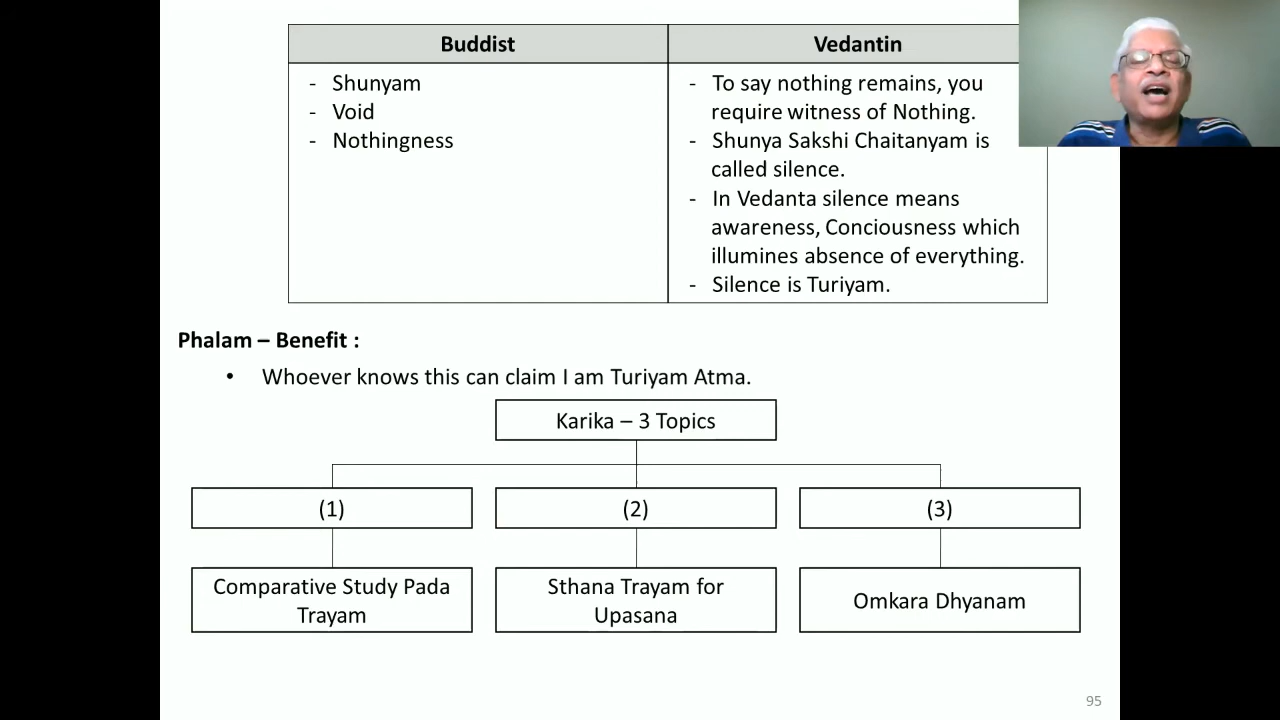 Buddist
Vedantin
- Shunyam
- Void
- Nothingness
- To say nothing remains, you
require witness of Nothing.
- Shunya Sakshi Chaitanyam is
called silence.
- In Vedanta silence means
awareness, Conciousness which
illumines absence of everything.
- Silence is Turiyam.
Phalam – Benefit :
• Whoever knows this can claim I am Turiyam Atma.
Karika – 3 Topics
(1)
(2)
(3)
Comparative Study Pada
Trayam
Sthana Trayam for
Upasana
Omkara Dhyanam
95